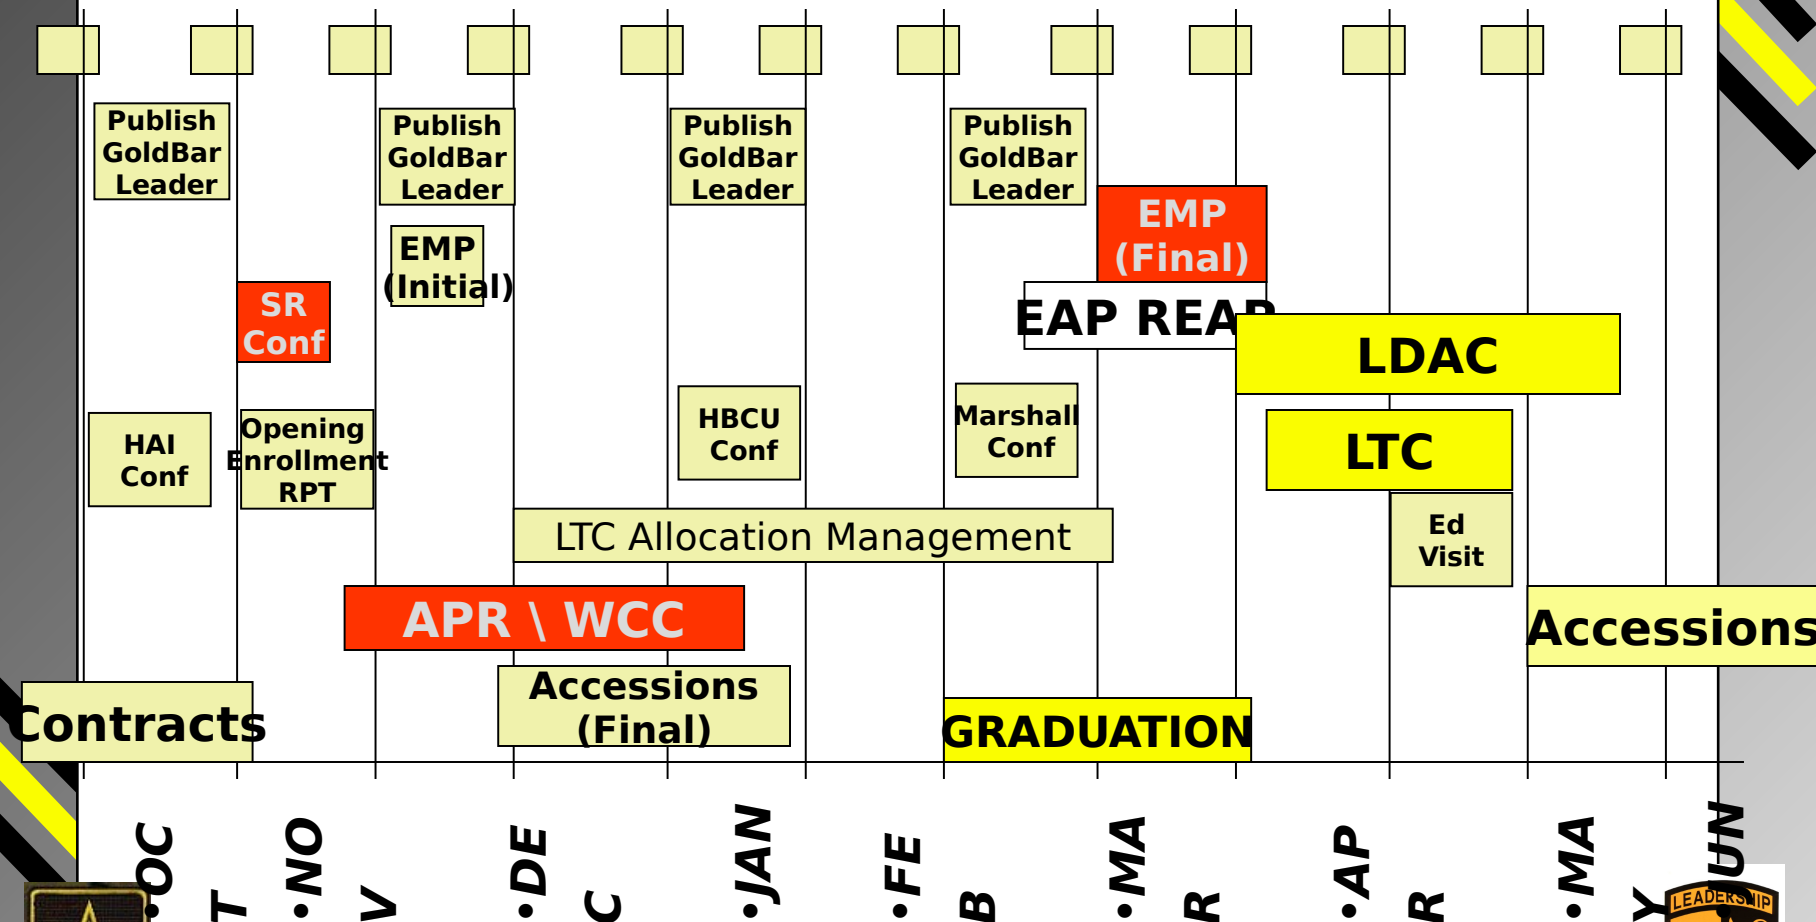 Publish
GoldBar
Leader
Publish
GoldBar
Leader
Publish
GoldBar
Leader
Publish
GoldBar
Leader
EMP
(Final)
EMP
(Initial)
SR
Conf
EAP REAP
LDAC
HAI
Conf
Opening
Enrollment
RPT
HBCU
Conf
Marshall
Conf
LTC
LTC Allocation Management
Ed
Visit
APR \ WCC
Accessions
Accessions
(Final)
Contracts
GRADUATION
•OC
T
•NO
V
•DE
C
•JAN
•FE
B
•MA
R
•AP
R
•MA
Y
JUN
LEADERSHIP